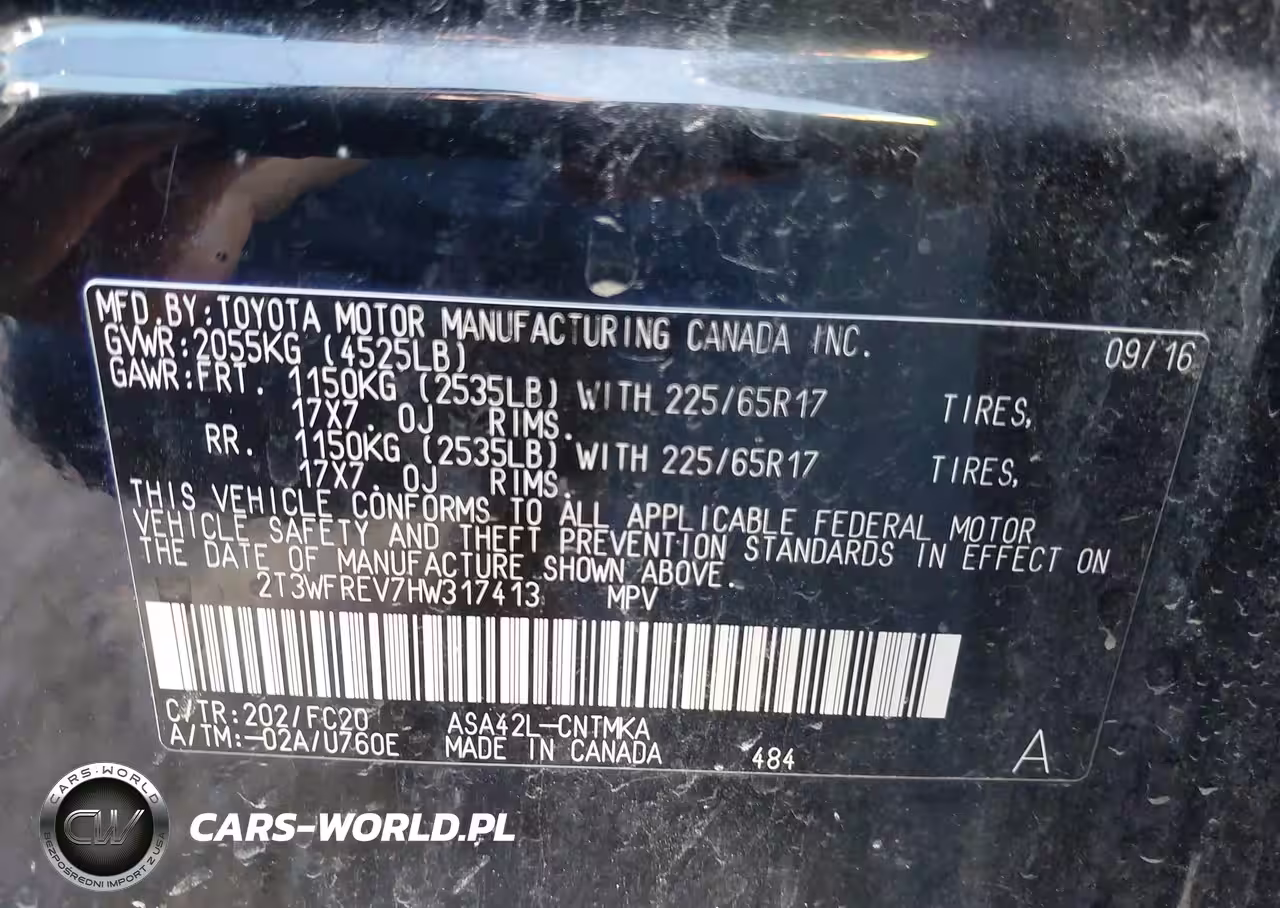 MFD.BY:TOYOTA MOTOR MANUFACTURING CANADA INC. 09/16
GVWR:2055KG (4525LB)
GAWR:FRT. 1150KG (2535LB) WITH 225/65R17 TIRES,
17X7.0J RIMS.
RR. 1150KG (2535LB) WITH 225/65R17 TIRES,
17X7.0J RIMS.
THIS VEHICLE CONFORMS TO ALL APPLICABLE FEDERAL MOTOR
VEHICLE SAFETY AND THEFT PREVENTION STANDARDS IN EFFECT ON
THE DATE OF MANUFACTURE SHOWN ABOVE.
2T3WFREV7HW317413 MPV
C/TR:202/FC20 ASA42L-CNTMKA
A/TM:-02A/U760E MADE IN CANADA 484 A
CARS-WORLD
CW
BEZPOŚREDNI IMPORT Z USA
CARS-WORLD.PL